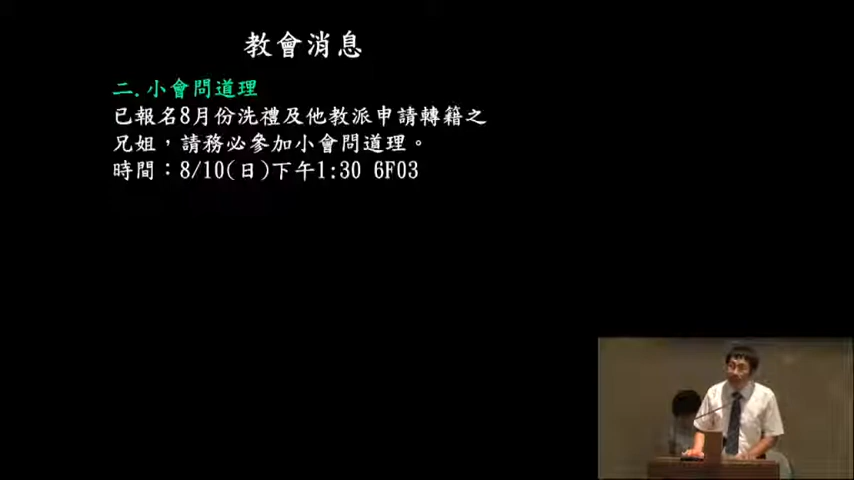 教會消息
二.小會問道理
已報名8月份洗禮及他教派申請轉籍之
兄姐，請務必參加小會問道理。
時間：8/10(日)下午1:30 6F03